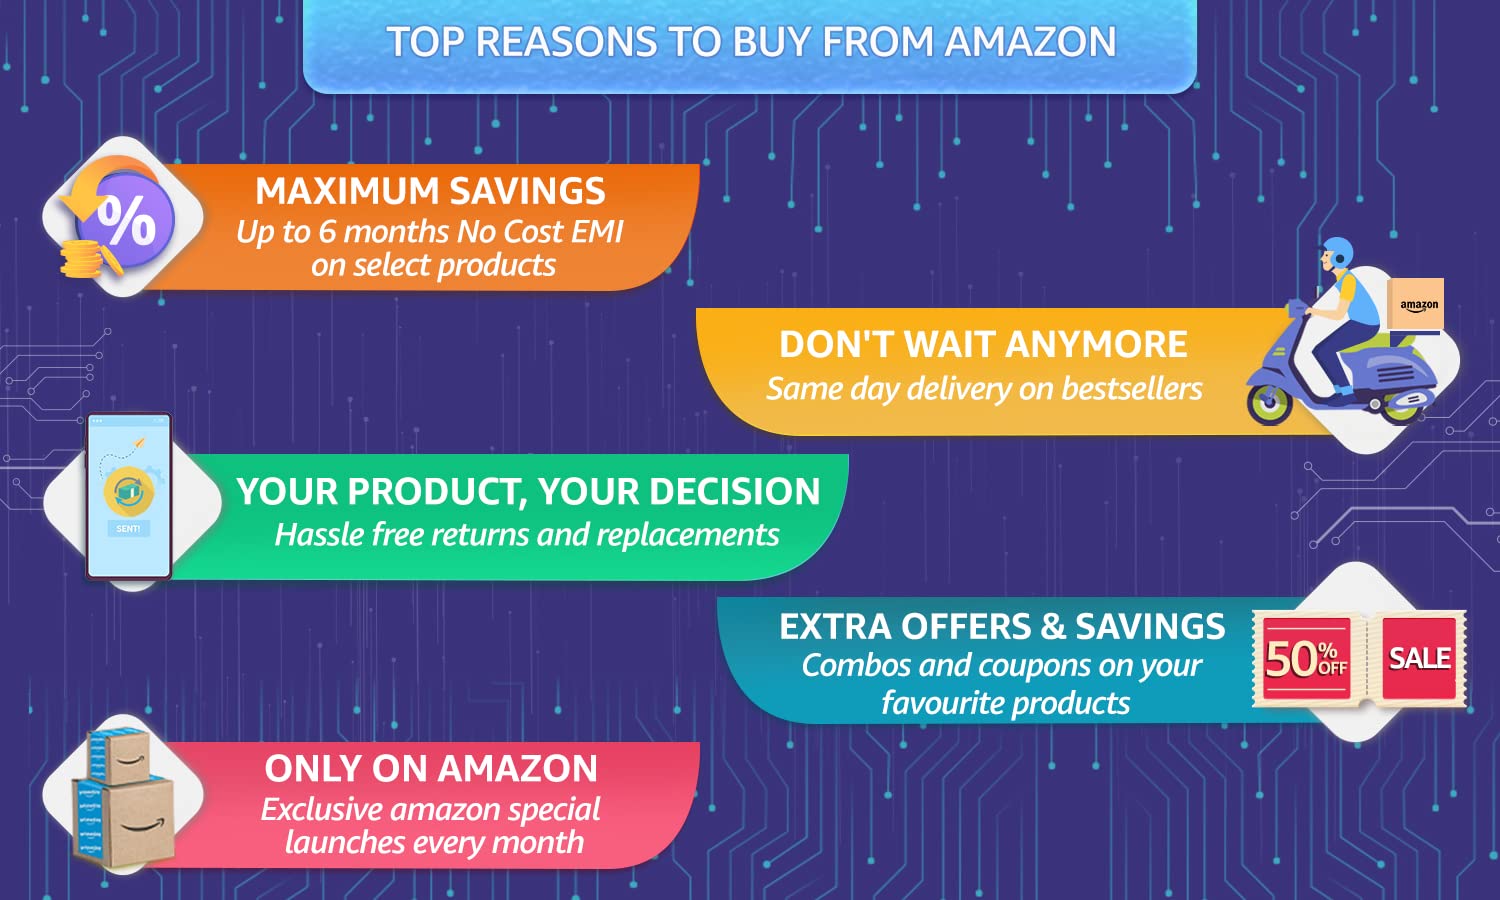 TOP REASONS TO BUY FROM AMAZON
%
MAXIMUM SAVINGS
Up to 6 months No Cost EMI
on select products
amazon
DON'T WAIT ANYMORE
Same day delivery on bestsellers
SENT!
YOUR PRODUCT, YOUR DECISION
Hassle free returns and replacements
EXTRA OFFERS & SAVINGS
Combos and coupons on your
favourite products
50% OFF
SALE
ONLY ON AMAZON
Exclusive amazon special
launches every month